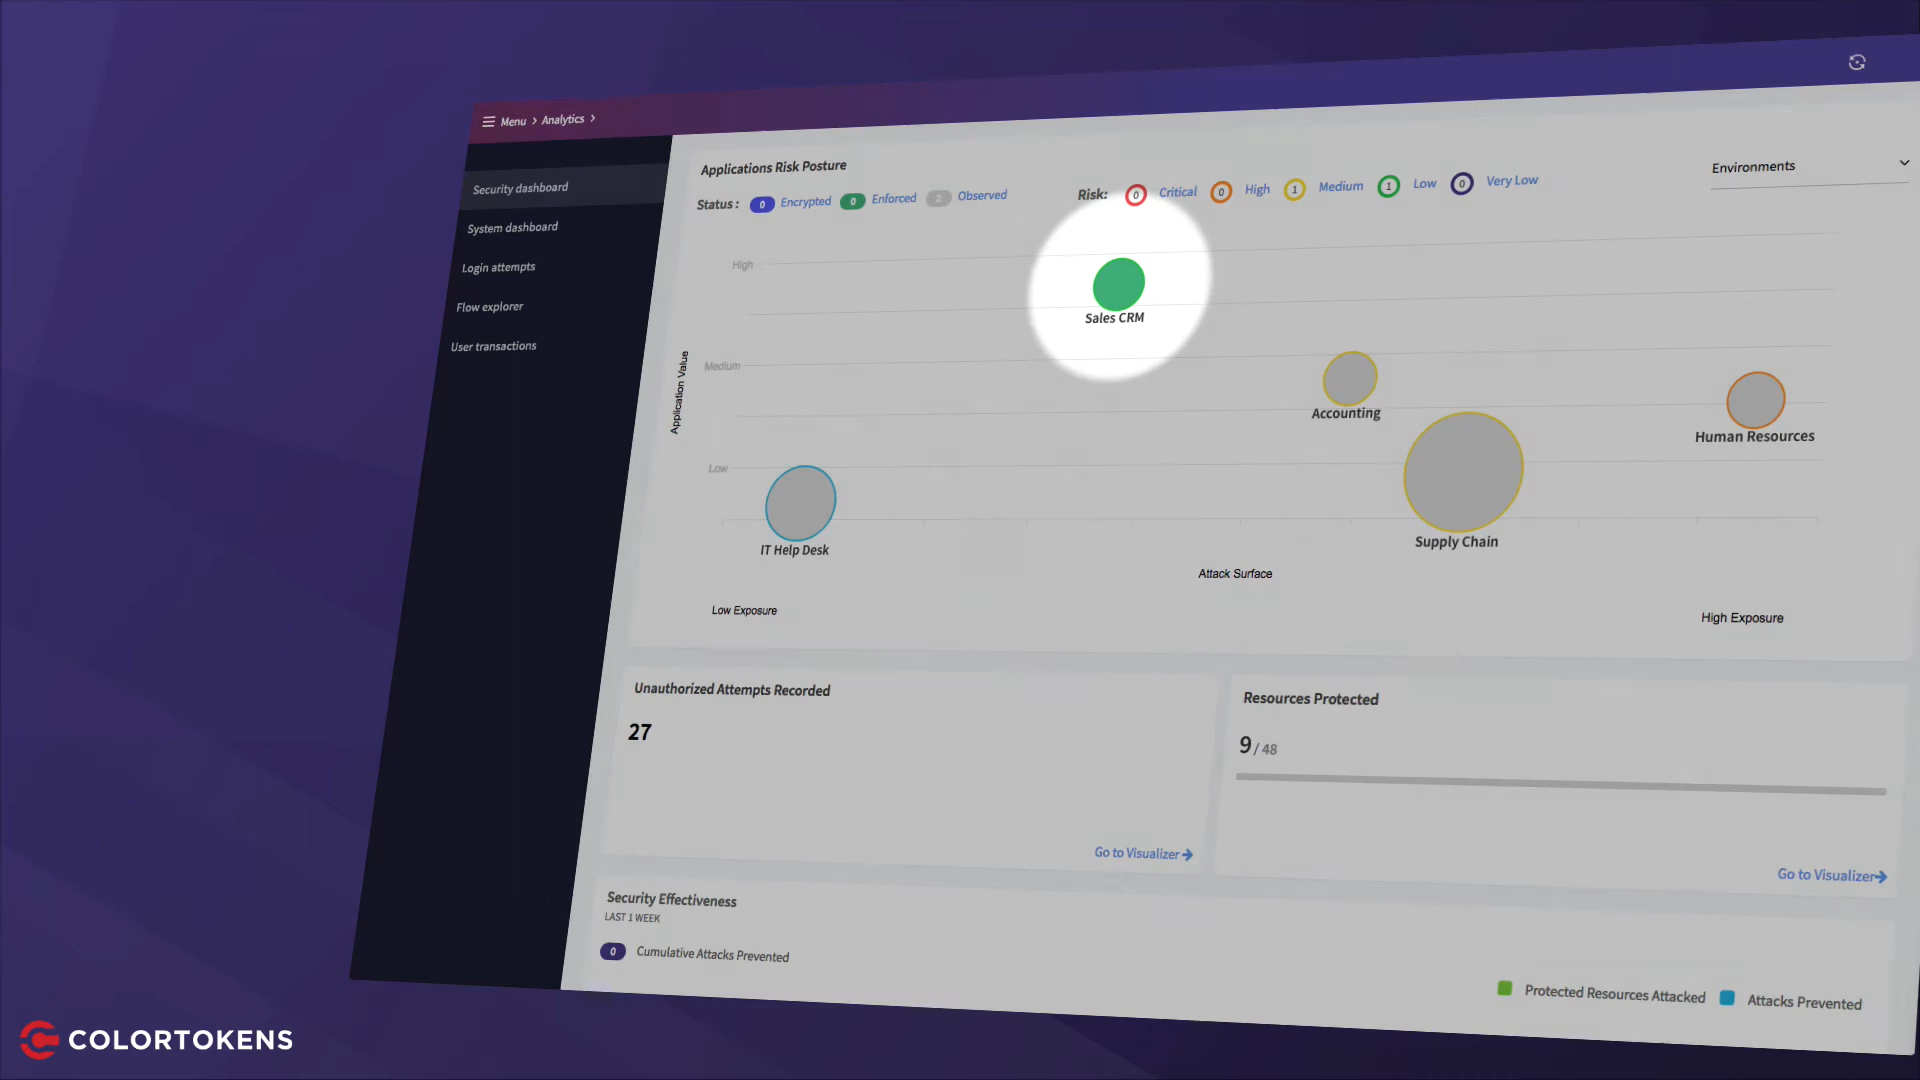 Menu > Analytics >
Security dashboard
System dashboard
Login attempts
Flow explorer
User transactions
Applications Risk Posture
Environments
Status : 0 Encrypted 0 Enforced 2 Observed
Risk: 0 Critical 0 High 1 Medium 1 Low 0 Very Low
Application Value
High
Medium
Low
Sales CRM
Accounting
Human Resources
Supply Chain
IT Help Desk
Attack Surface
Low Exposure
High Exposure
Unauthorized Attempts Recorded
27
Go to Visualizer
Resources Protected
9 / 48
Go to Visualizer
Security Effectiveness
LAST 1 WEEK
0 Cumulative Attacks Prevented
Protected Resources Attacked
Attacks Prevented
COLORTOKENS